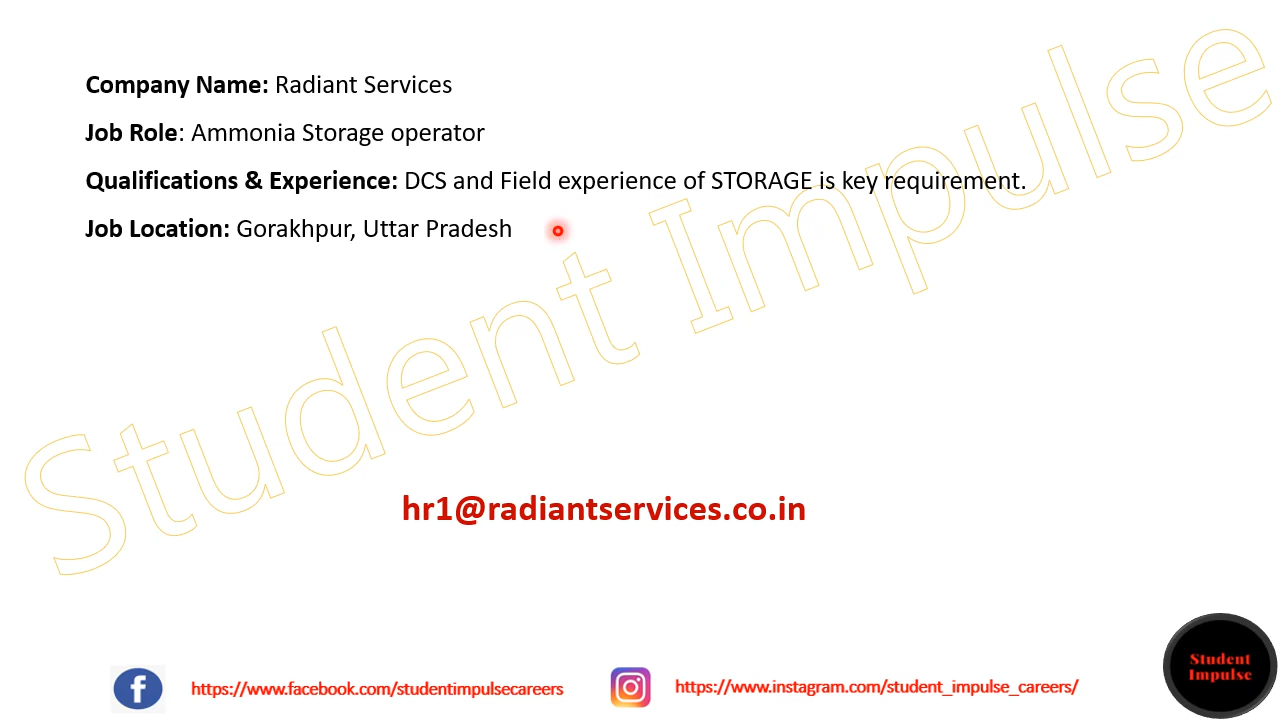 Company Name: Radiant Services
Job Role: Ammonia Storage operator
Qualifications & Experience: DCS and Field experience of STORAGE is key requirement.
Job Location: Gorakhpur, Uttar Pradesh
Student Impulse
hr1@radiantservices.co.in
https://www.facebook.com/studentimpulsecareers
https://www.instagram.com/student_impulse_careers/
Student
Impulse